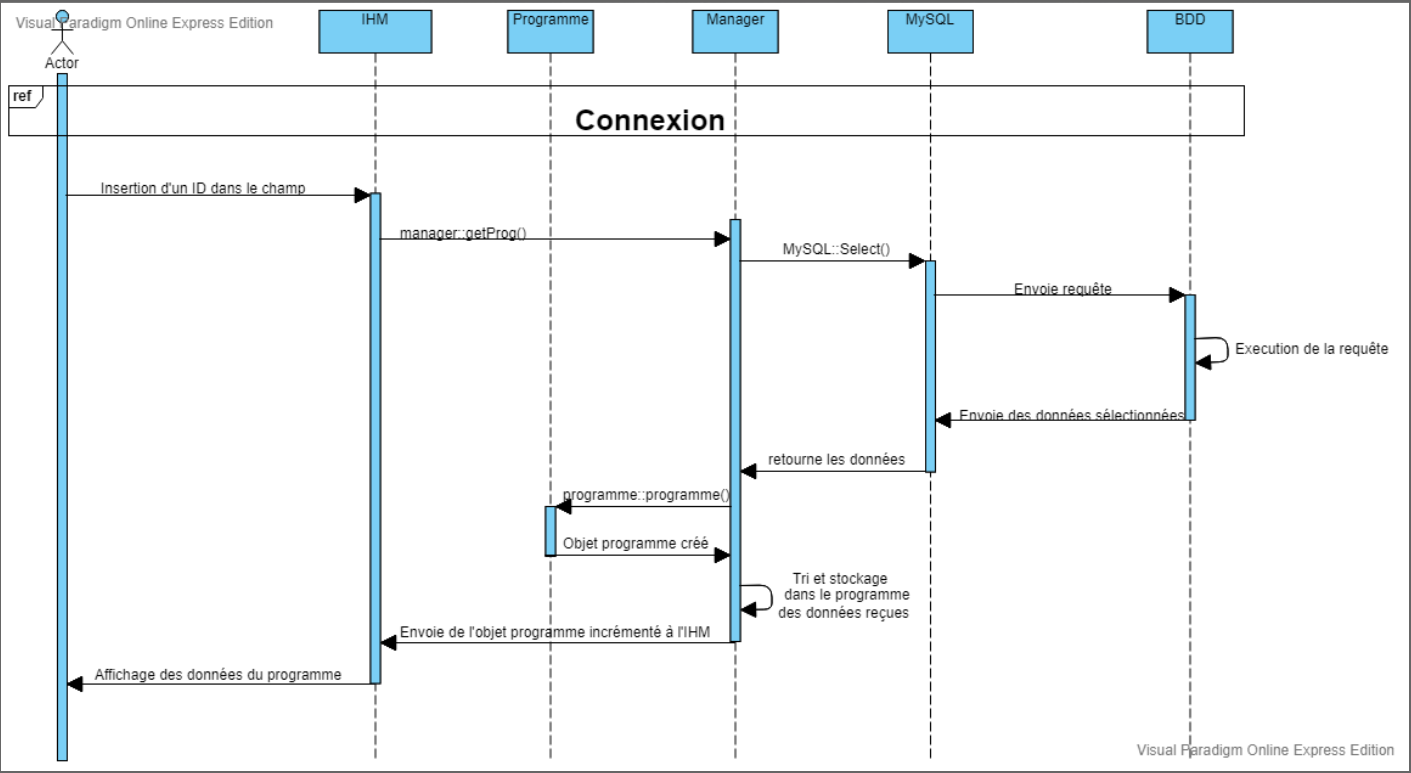 Visual Paradigm Online Express Edition
IHM
Programme
Manager
MySQL
BDD
Actor
ref
Connexion
Insertion d'un ID dans le champ
manager::getProg()
MySQL::Select()
Envoie requête
Execution de la requête
Envoie des données sélectionnées
retourne les données
programme::programme()
Objet programme créé
Tri et stockage
dans le programme
des données reçues
Envoie de l'objet programme incrémenté à l'IHM
Affichage des données du programme
Visual Paradigm Online Express Edition